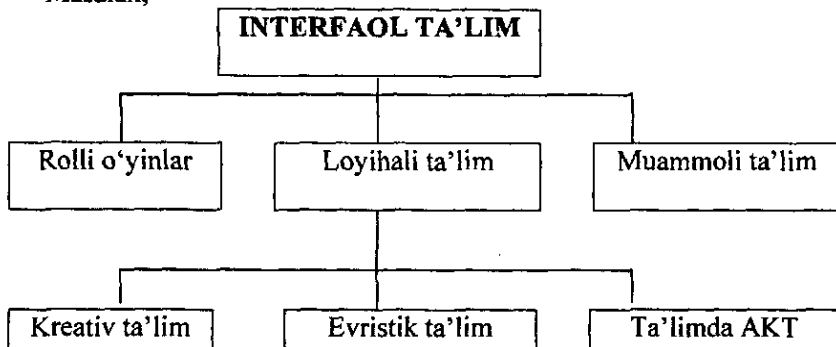 INTERFAOL TA’LIM
Rolli o‘yinlar
Loyihali ta’lim
Muammoli ta’lim
Kreativ ta’lim
Evristik ta’lim
Ta’limda AKT